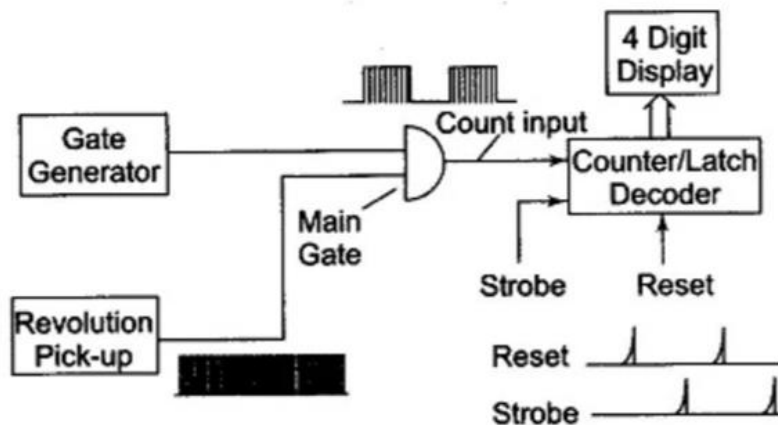 4 Digit
Display
Gate
Generator
Count input
Counter/Latch
Decoder
Main
Gate
Strobe
Reset
Revolution
Pick-up
Reset
Strobe